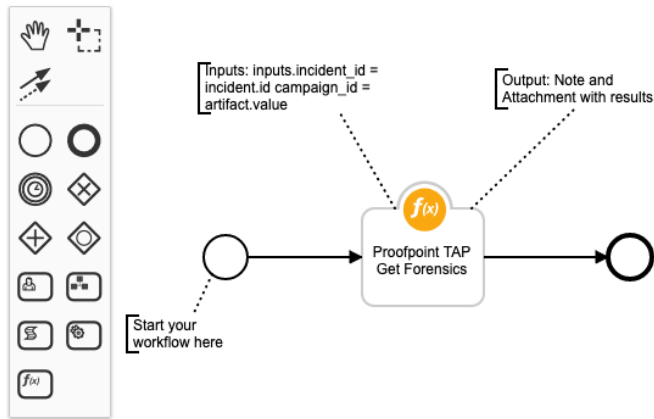 Inputs: inputs.incident_id =
incident.id campaign_id =
artifact.value
Output: Note and
Attachment with results
f(x)
Proofpoint TAP
Get Forensics
Start your
workflow here
f(x)